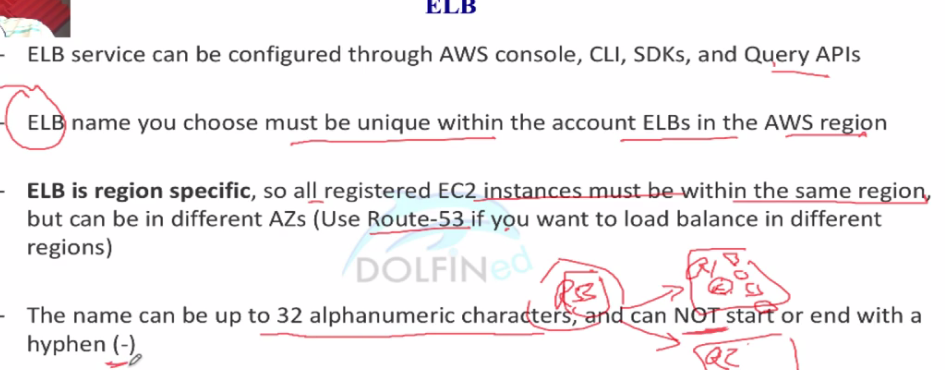 ELB
- ELB service can be configured through AWS console, CLI, SDKs, and Query APIs
- ELB name you choose must be unique within the account ELBs in the AWS region
- ELB is region specific, so all registered EC2 instances must be within the same region,
but can be in different AZs (Use Route-53 if you want to load balance in different
regions)
DOLFINed
R53
R1
- The name can be up to 32 alphanumeric characters, and can NOT start or end with a
hyphen (-)
R2